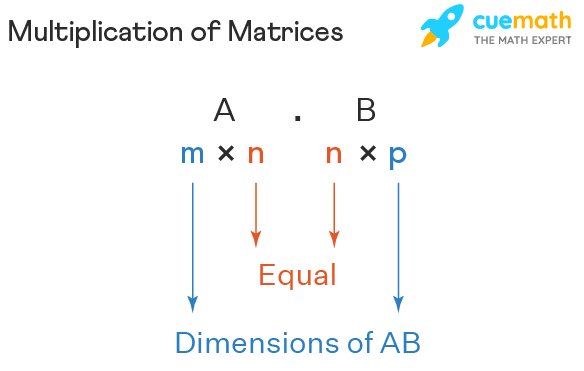 Multiplication of Matrices
cuemath
THE MATH EXPERT
A . B
m × n n × p
Equal
Dimensions of AB